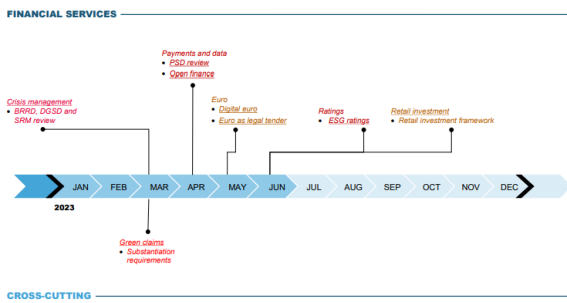 FINANCIAL SERVICES
Payments and data
• PSD review
• Open finance
Crisis management
• BRRD, DGSD and
SRM review
Euro
• Digital euro
• Euro as legal tender
Ratings
• ESG ratings
Retail investment
• Retail investment framework
JAN FEB MAR APR MAY JUN JUL AUG SEP OCT NOV DEC
2023
Green claims
• Substantiation
requirements
CROSS-CUTTING